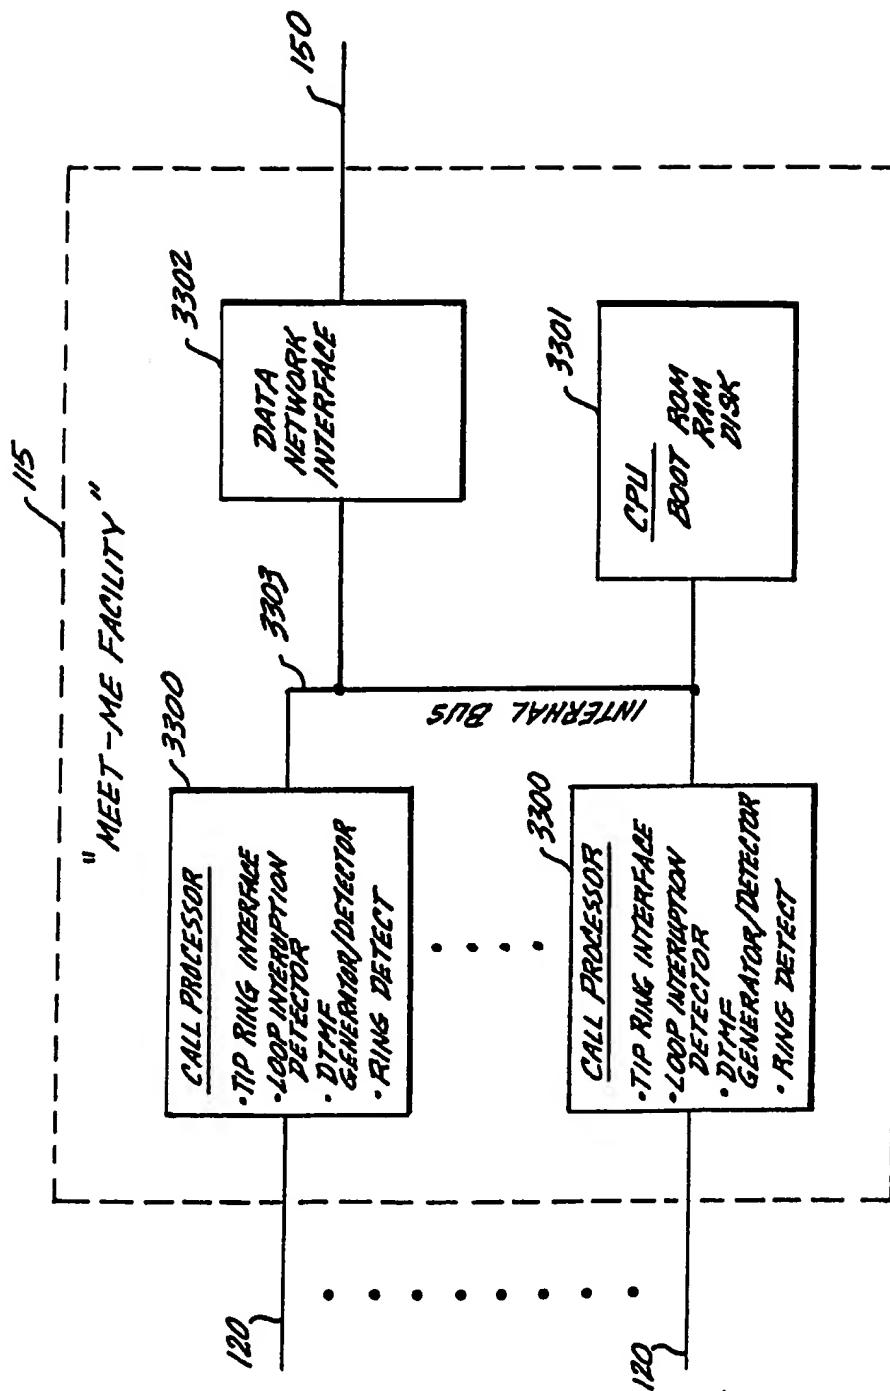 115
"MEET-ME FACILITY"
3300
CALL PROCESSOR
•TIP RING INTERFACE
•LOOP INTERUPTION
DETECTOR
• DTMF
GENERATOR/DETECTOR
• RING DETECT
120
3303
INTERNAL BUS
3302
DATA
NETWORK
INTERFACE
150
3300
CALL PROCESSOR
•TIP RING INTERFACE
•LOOP INTERUPTION
DETECTOR
• DTMF
GENERATOR/DETECTOR
• RING DETECT
120
3301
CPU
BOOT ROM
RAM
DISK